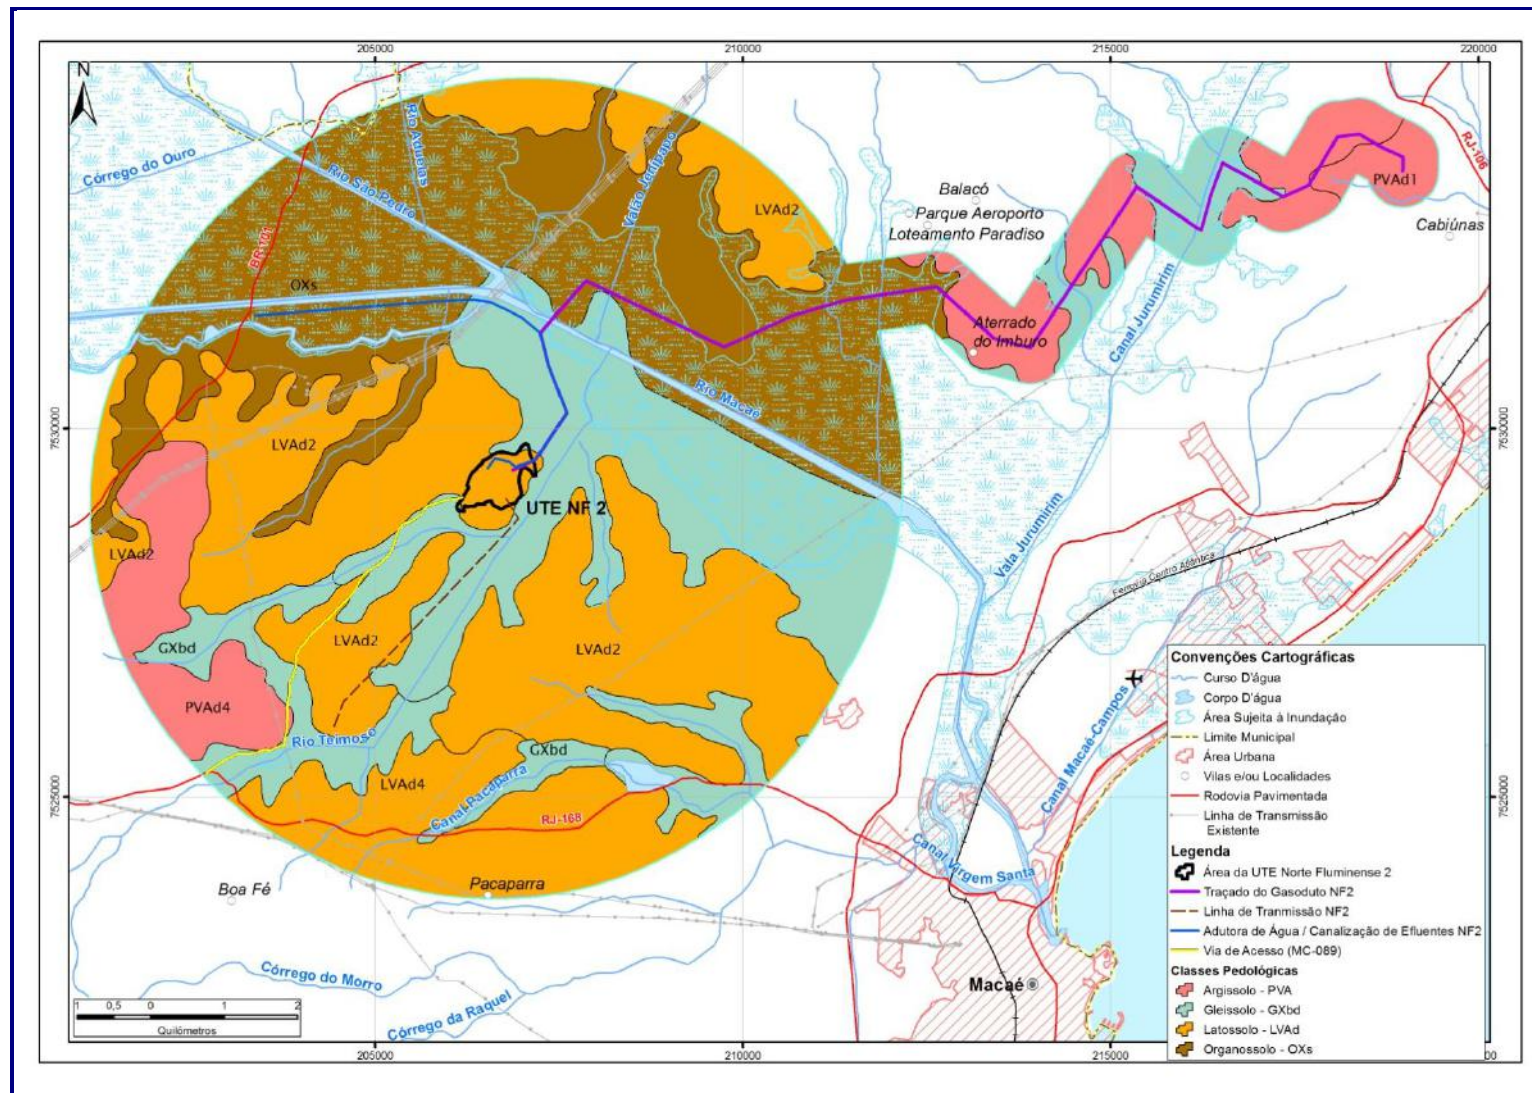 205000
210000
215000
220000
N
Córrego do Ouro
Rio Aduelas
Rio São Pedro
BR-101
Valão Jenipapo
LVAd2
Balacó
Parque Aeroporto
Loteamento Paradiso
RJ-106
PVAd1
Cabiúnas
OXs
Aterrado
do Imburo
Canal Jurumirim
Rio Macaé
7530000
7530000
LVAd2
UTE NF 2
LVAd2
Vala Jurumirim
Ferrovia Centro Atlântica
GXbd
LVAd2
LVAd2
PVAd4
Rio Teimoso
GXbd
LVAd4
Canal Pacaparra
RJ-168
Canal Macaé-Campos
7525000
7525000
Canal Virgem Santa
Boa Fé
Pacaparra
Córrego do Morro
Córrego da Raquel
Macaé
1 0,5 0 1 2
Quilómetros
Convenções Cartográficas
Curso D'água
Corpo D'água
Área Sujeita à Inundação
Limite Municipal
Área Urbana
Vilas e/ou Localidades
Rodovia Pavimentada
Linha de Transmissão
Existente
Legenda
Área da UTE Norte Fluminense 2
Traçado do Gasoduto NF2
Linha de Tranmissão NF2
Adutora de Água / Canalização de Efluentes NF2
Via de Acesso (MC-089)
Classes Pedológicas
Argissolo - PVA
Gleissolo - GXbd
Latossolo - LVAd
Organossolo - OXs
205000
210000
215000